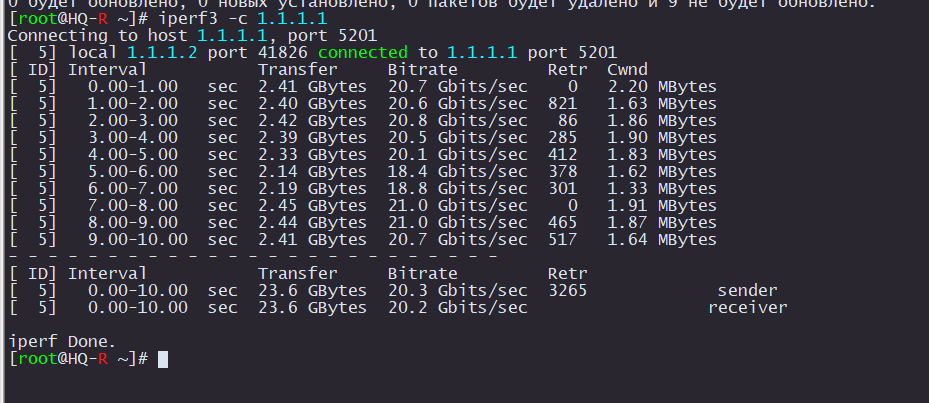 0 будет обновлено, 0 новых установлено, 0 пакетов будет удалено и 9 не будет обновлено.
[root@HQ-R ~]# iperf3 -c 1.1.1.1
Connecting to host 1.1.1.1, port 5201
[  5] local 1.1.1.2 port 41826 connected to 1.1.1.1 port 5201
[ ID] Interval           Transfer     Bitrate         Retr  Cwnd
[  5]   0.00-1.00   sec  2.41 GBytes  20.7 Gbits/sec    0   2.20 MBytes
[  5]   1.00-2.00   sec  2.40 GBytes  20.6 Gbits/sec  821   1.63 MBytes
[  5]   2.00-3.00   sec  2.42 GBytes  20.8 Gbits/sec   86   1.86 MBytes
[  5]   3.00-4.00   sec  2.39 GBytes  20.5 Gbits/sec  285   1.90 MBytes
[  5]   4.00-5.00   sec  2.33 GBytes  20.1 Gbits/sec  412   1.83 MBytes
[  5]   5.00-6.00   sec  2.14 GBytes  18.4 Gbits/sec  378   1.62 MBytes
[  5]   6.00-7.00   sec  2.19 GBytes  18.8 Gbits/sec  301   1.33 MBytes
[  5]   7.00-8.00   sec  2.45 GBytes  21.0 Gbits/sec    0   1.91 MBytes
[  5]   8.00-9.00   sec  2.44 GBytes  21.0 Gbits/sec  465   1.87 MBytes
[  5]   9.00-10.00  sec  2.41 GBytes  20.7 Gbits/sec  517   1.64 MBytes
- - - - - - - - - - - - - - - - - - - - - - - - -
[ ID] Interval           Transfer     Bitrate         Retr
[  5]   0.00-10.00  sec  23.6 GBytes  20.3 Gbits/sec  3265             sender
[  5]   0.00-10.00  sec  23.6 GBytes  20.2 Gbits/sec                  receiver
iperf Done.
[root@HQ-R ~]#